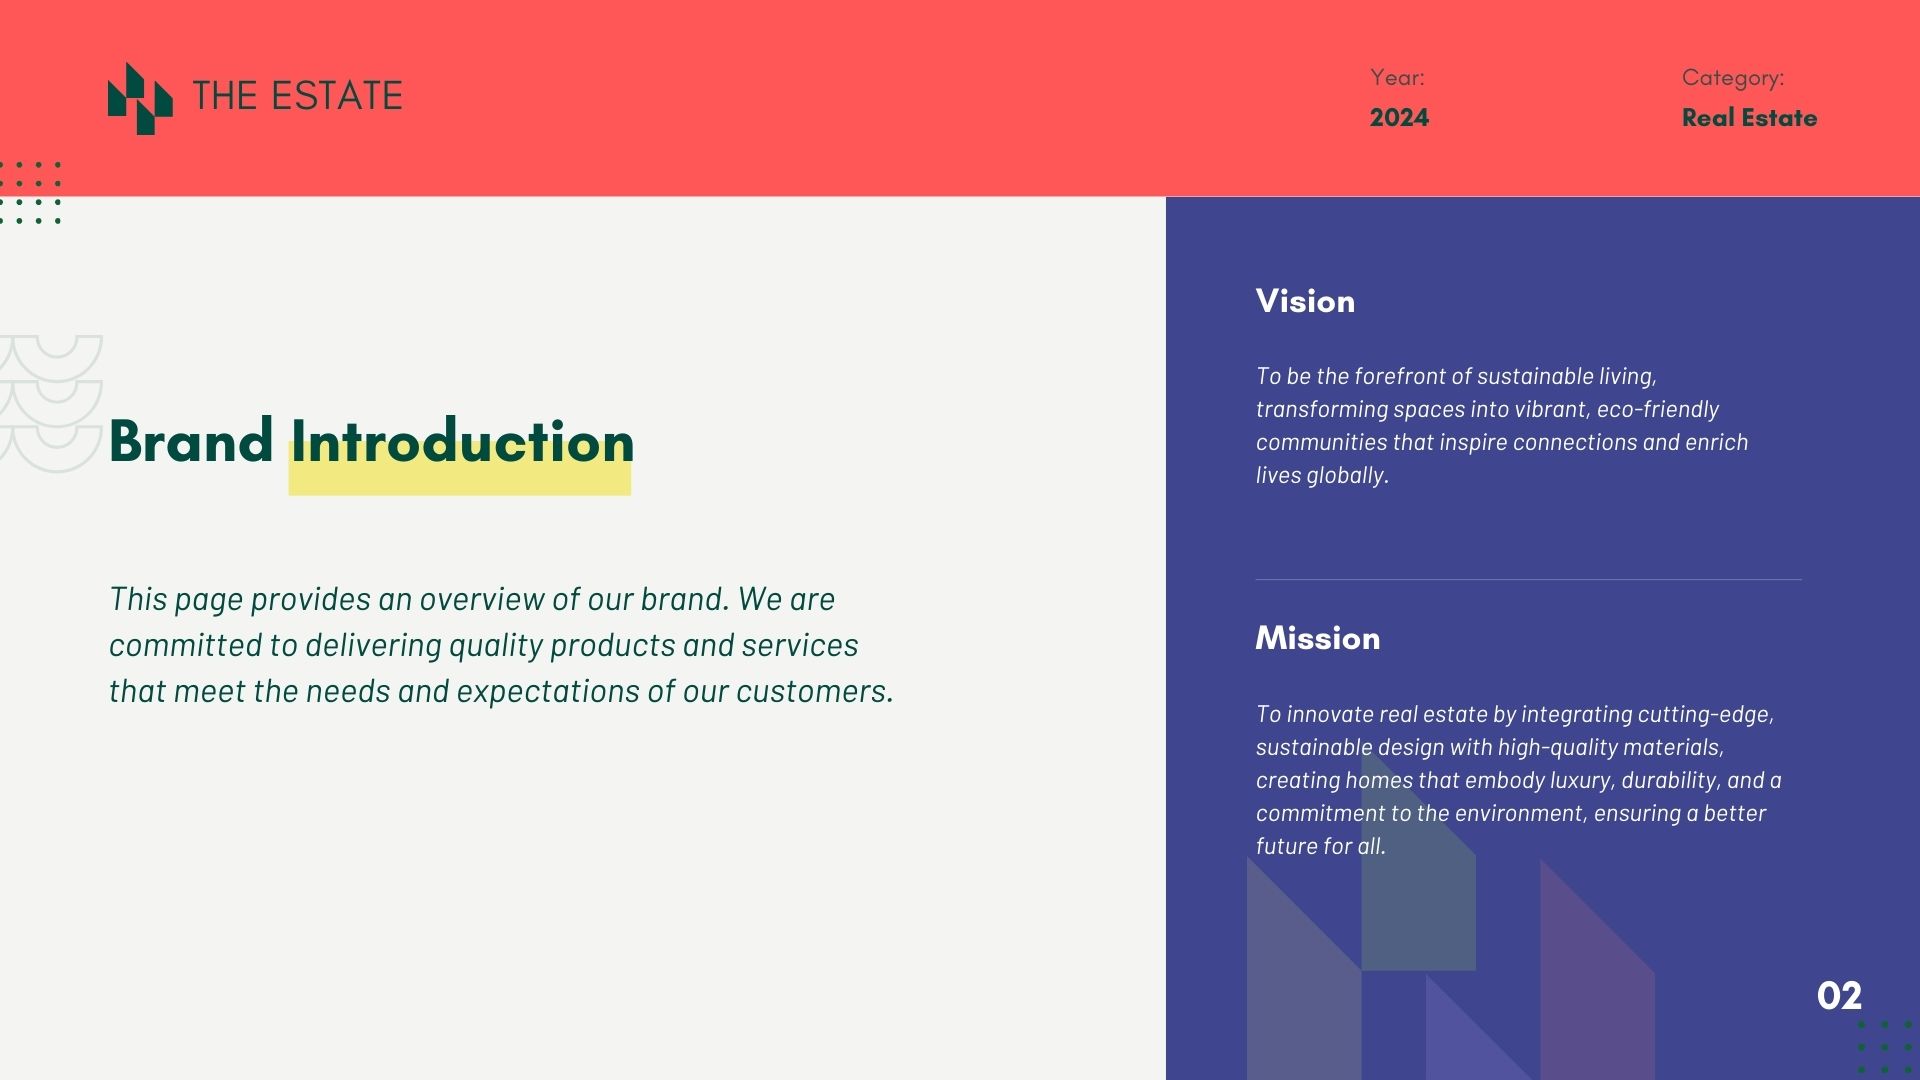 THE ESTATE
Year:
2024
Category:
Real Estate
Brand Introduction
This page provides an overview of our brand. We are
committed to delivering quality products and services
that meet the needs and expectations of our customers.
Vision
To be the forefront of sustainable living,
transforming spaces into vibrant, eco-friendly
communities that inspire connections and enrich
lives globally.
Mission
To innovate real estate by integrating cutting-edge,
sustainable design with high-quality materials,
creating homes that embody luxury, durability, and a
commitment to the environment, ensuring a better
future for all.
02